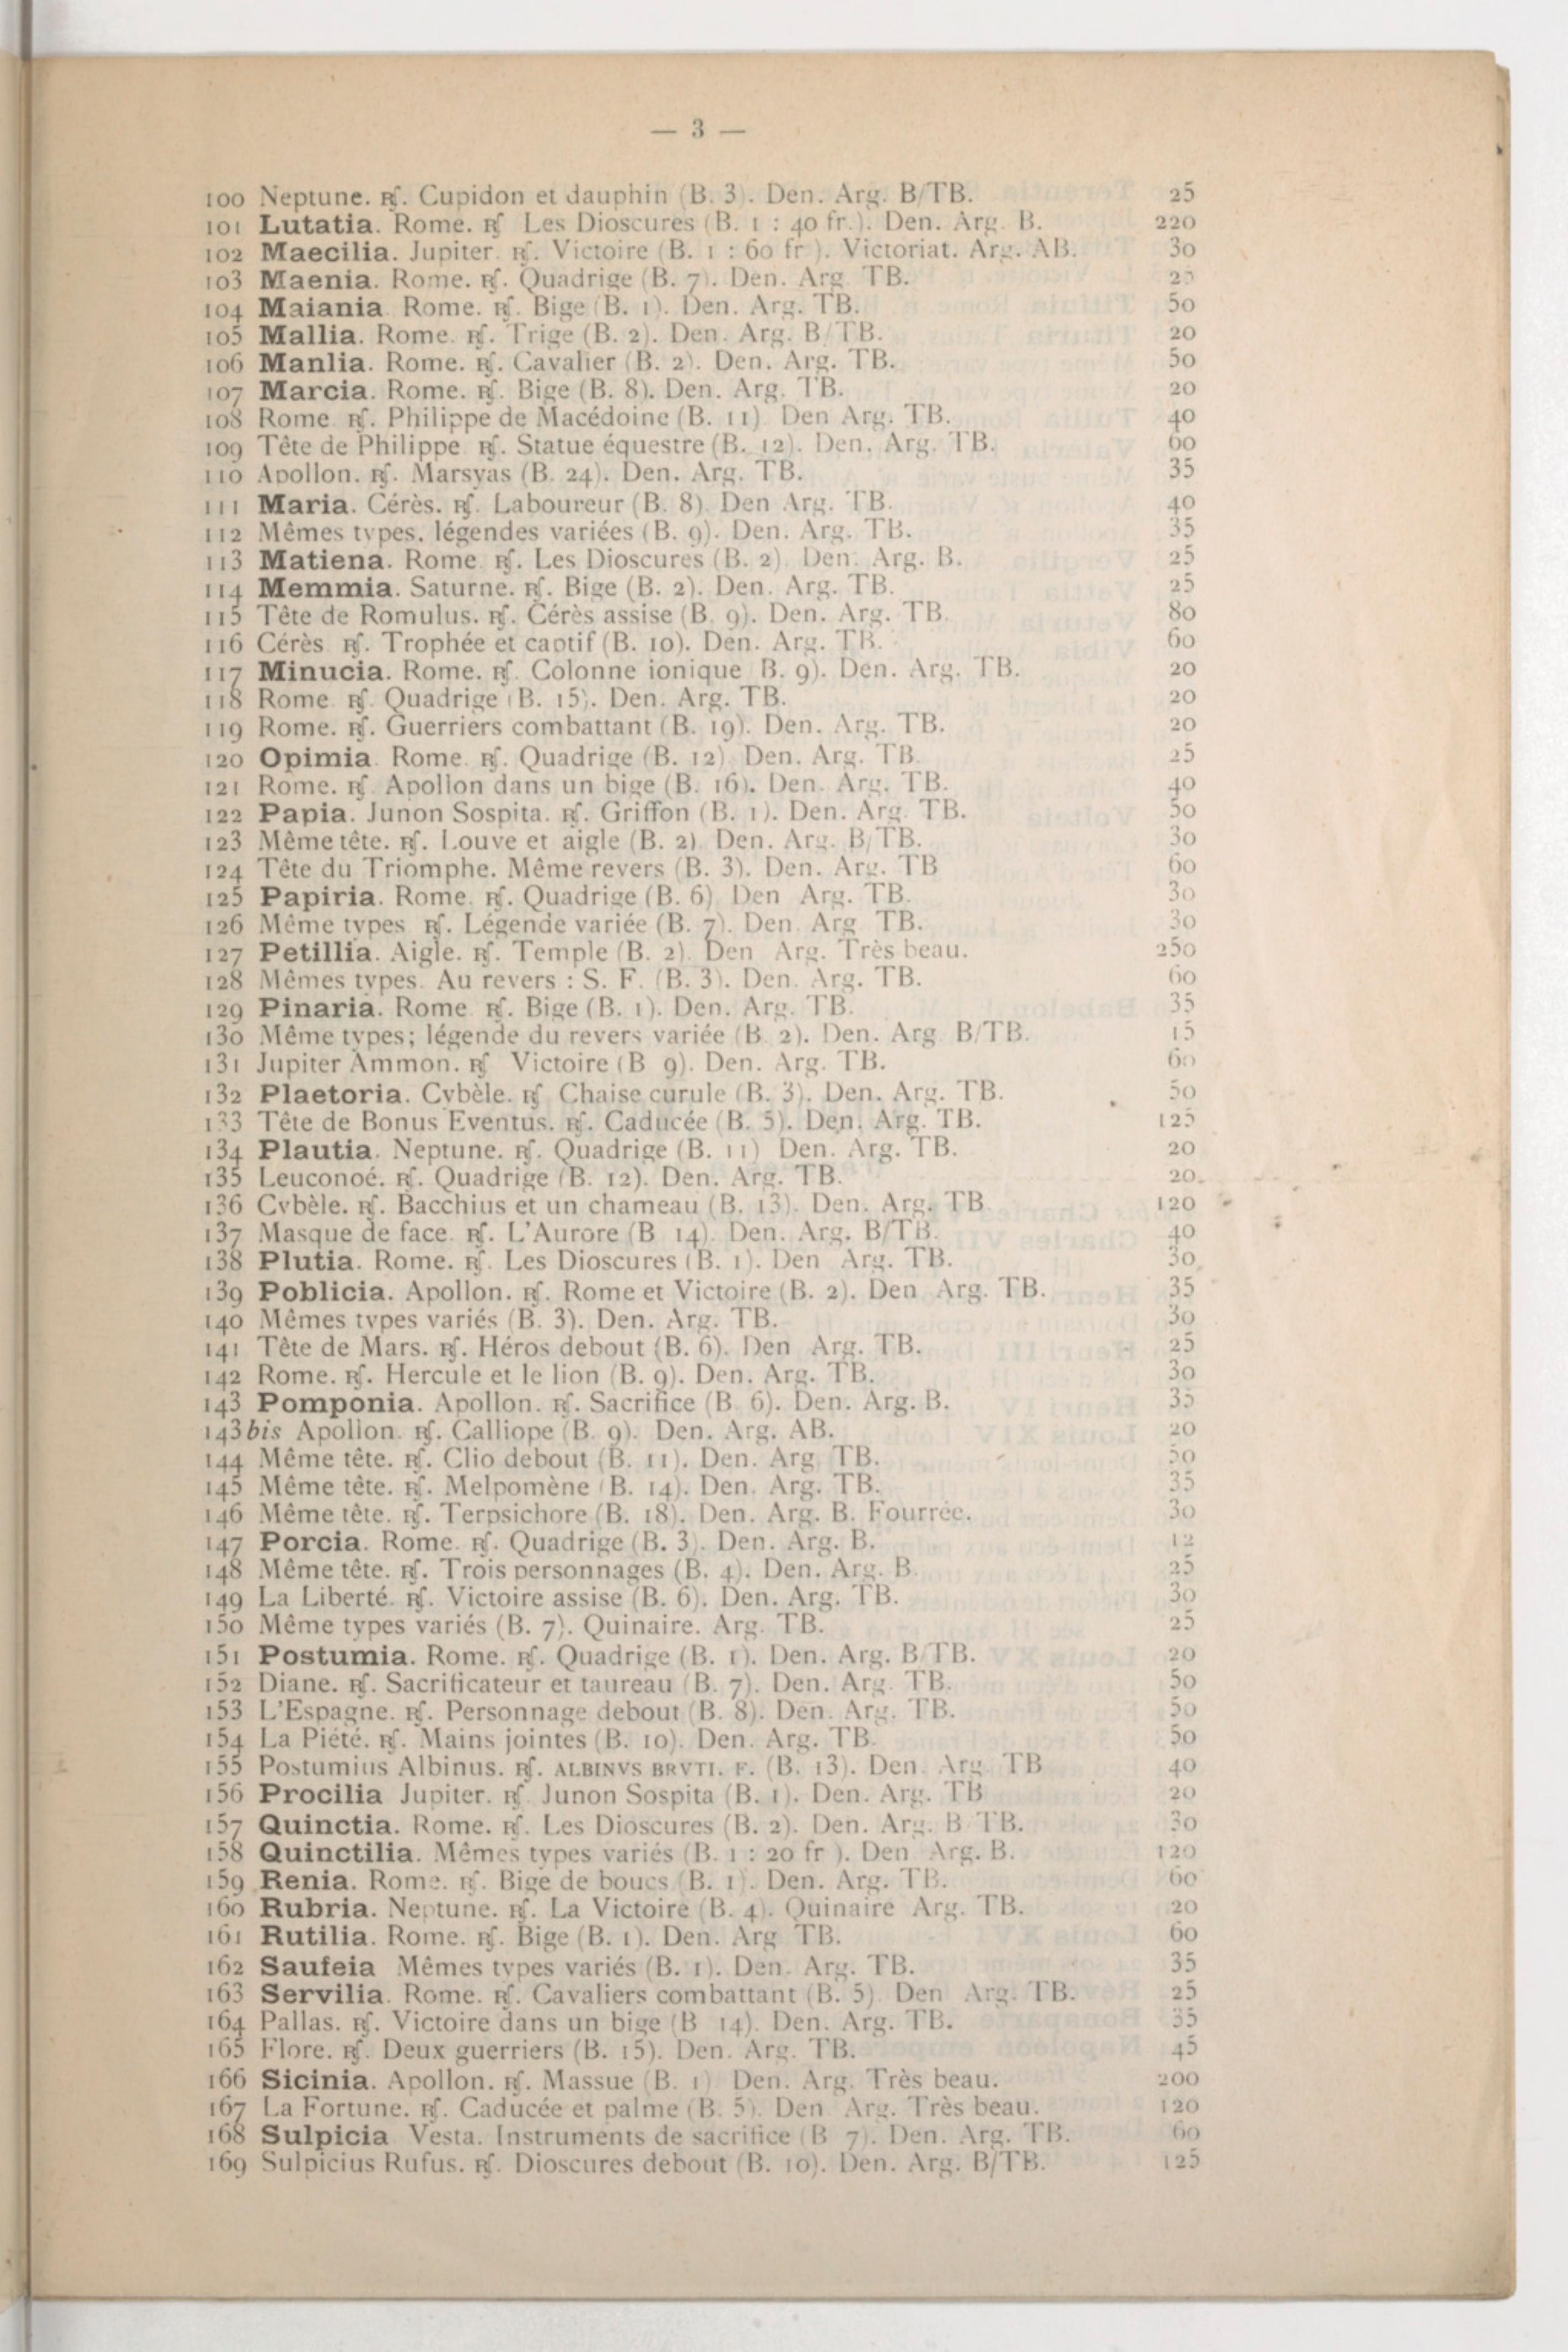 — 3 —
100 Neptune. ℞. Cupidon et dauphin (B. 3). Den. Arg. B/TB. 25
101 Lutatia. Rome. ℞ Les Dioscures (B. 1 : 40 fr.). Den. Arg. B. 220
102 Maecilia. Jupiter. ℞. Victoire (B. 1 : 60 fr ). Victoriat. Arg. AB. 30
103 Maenia. Rome. ℞. Quadrige (B. 7). Den. Arg TB. 25
104 Maiania Rome. ℞. Bige (B. 1). Den. Arg. TB. 50
105 Mallia. Rome. ℞. Trige (B. 2). Den. Arg. B/TB. 20
106 Manlia. Rome. ℞. Cavalier (B. 2). Den. Arg. TB. 50
107 Marcia. Rome. ℞. Bige (B. 8). Den. Arg. TB. 20
108 Rome ℞. Philippe de Macédoine (B. 11) Den Arg. TB. 40
109 Tête de Philippe ℞. Statue équestre (B. 12). Den. Arg. TB. 60
110 Apollon. ℞. Marsyas (B. 24). Den. Arg. TB. 35
111 Maria. Cérès. ℞. Laboureur (B. 8) Den Arg. TB. 40
112 Mêmes types. légendes variées (B. 9). Den. Arg. TB. 35
113 Matiena. Rome ℞. Les Dioscures (B. 2). Den. Arg. B. 25
114 Memmia. Saturne. ℞. Bige (B. 2). Den. Arg. TB. 25
115 Tête de Romulus. ℞. Cérès assise (B. 9). Den. Arg. TB. 80
116 Cérès ℞. Trophée et captif (B. 10). Den. Arg. TB. 60
117 Minucia. Rome. ℞. Colonne ionique B. 9). Den. Arg. TB. 20
118 Rome ℞. Quadrige (B. 15). Den. Arg. TB. 20
119 Rome. ℞. Guerriers combattant (B. 19). Den. Arg. TB. 20
120 Opimia. Rome ℞. Quadrige (B. 12) Den. Arg. TB. 25
121 Rome. ℞. Apollon dans un bige (B. 16). Den. Arg. TB. 40
122 Papia. Junon Sospita. ℞. Griffon (B. 1). Den. Arg. TB. 50
123 Même tête. ℞. Louve et aigle (B. 2) Den. Arg. B/TB. 30
124 Tête du Triomphe. Même revers (B. 3). Den. Arg. TB 60
125 Papiria. Rome. ℞. Quadrige (B. 6) Den Arg. TB. 30
126 Même types ℞. Légende variée (B. 7). Den. Arg TB. 30
127 Petillia. Aigle. ℞. Temple (B. 2). Den Arg. Très beau. 250
128 Mêmes types. Au revers : S. F. (B. 3). Den. Arg. TB. 60
129 Pinaria. Rome ℞. Bige (B. 1). Den. Arg. TB. 35
130 Même types; légende du revers variée (B. 2). Den. Arg B/TB. 15
131 Jupiter Ammon. ℞ Victoire (B 9). Den. Arg. TB. 60
132 Plaetoria. Cybèle. ℞ Chaise curule (B. 3). Den. Arg. TB. 50
133 Tête de Bonus Eventus. ℞. Caducée (B. 5). Den. Arg. TB. 125
134 Plautia. Neptune. ℞. Quadrige (B. 11) Den. Arg. TB. 20
135 Leuconoé. ℞. Quadrige (B. 12). Den. Arg. TB. 20
136 Cybèle. ℞. Bacchius et un chameau (B. 13). Den. Arg. TB 120
137 Masque de face. ℞. L'Aurore (B 14). Den. Arg. B/TB. 40
138 Plutia. Rome. ℞. Les Dioscures (B. 1). Den Arg. TB. 30
139 Poblicia. Apollon. ℞. Rome et Victoire (B. 2). Den Arg. TB. 35
140 Mêmes types variés (B. 3). Den. Arg. TB. 30
141 Tête de Mars. ℞. Héros debout (B. 6). Den Arg. TB. 25
142 Rome. ℞. Hercule et le lion (B. 9). Den. Arg. TB. 30
143 Pomponia. Apollon. ℞. Sacrifice (B 6). Den. Arg. B. 35
143 bis Apollon. ℞. Calliope (B. 9). Den. Arg. AB. 20
144 Même tête. ℞. Clio debout (B. 11). Den. Arg TB. 50
145 Même tête. ℞. Melpomène (B. 14). Den. Arg. TB. 35
146 Même tête. ℞. Terpsichore (B. 18). Den. Arg. B. Fourrée. 30
147 Porcia. Rome. ℞. Quadrige (B. 3). Den. Arg. B. 12
148 Même tête. ℞. Trois personnages (B. 4). Den. Arg. B. 25
149 La Liberté. ℞. Victoire assise (B. 6). Den. Arg. TB. 30
150 Même types variés (B. 7). Quinaire. Arg. TB. 25
151 Postumia. Rome. ℞. Quadrige (B. 1). Den. Arg. B/TB. 20
152 Diane. ℞. Sacrificateur et taureau (B. 7). Den. Arg. TB. 50
153 L'Espagne. ℞. Personnage debout (B. 8). Den. Arg. TB. 50
154 La Piété. ℞. Mains jointes (B. 10). Den. Arg. TB. 50
155 Postumius Albinus. ℞. ALBINVS BRVTI. F. (B. 13). Den. Arg TB 40
156 Procilia Jupiter. ℞ Junon Sospita (B. 1). Den. Arg. TB 20
157 Quinctia. Rome. ℞. Les Dioscures (B. 2). Den. Arg. B/TB. 30
158 Quinctilia. Mêmes types variés (B. 1 : 20 fr ). Den Arg. B. 120
159 Renia. Rome. ℞. Bige de boucs (B. 1). Den. Arg. TB. 60
160 Rubria. Neptune. ℞. La Victoire (B. 4). Quinaire Arg. TB. 20
161 Rutilia. Rome. ℞. Bige (B. 1). Den. Arg TB. 60
162 Saufeia Mêmes types variés (B. 1). Den. Arg. TB. 35
163 Servilia. Rome. ℞. Cavaliers combattant (B. 5) Den Arg. TB. 25
164 Pallas. ℞. Victoire dans un bige (B 14). Den. Arg. TB. 35
165 Flore. ℞. Deux guerriers (B. 15). Den. Arg. TB. 45
166 Sicinia. Apollon. ℞. Massue (B. 1) Den. Arg. Très beau. 200
167 La Fortune. ℞. Caducée et palme (B. 5). Den Arg. Très beau. 120
168 Sulpicia Vesta. Instruments de sacrifice (B 7). Den. Arg. TB. 60
169 Sulpicius Rufus. ℞. Dioscures debout (B. 10). Den. Arg. B/TB. 125